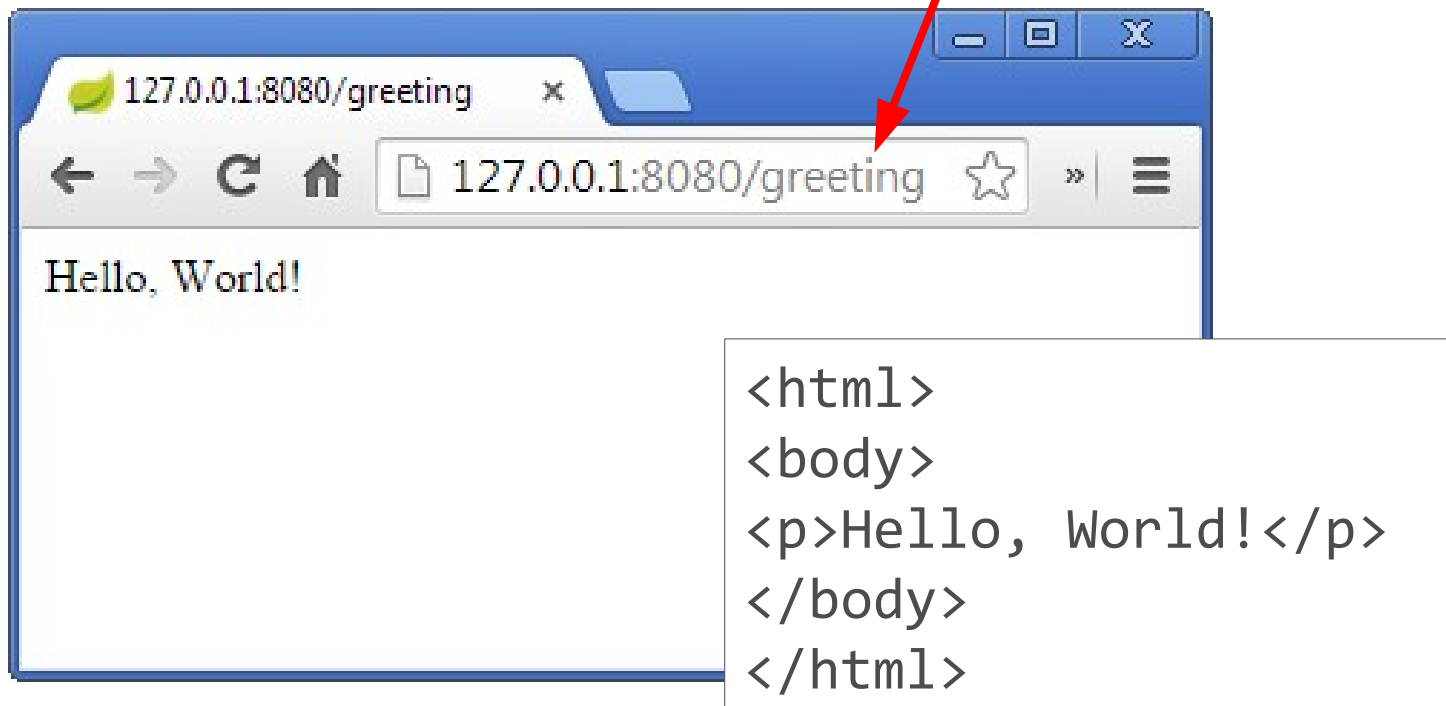 127.0.0.1:8080/greeting
127.0.0.1:8080/greeting
Hello, World!
<html>
<body>
<p>Hello, World!</p>
</body>
</html>